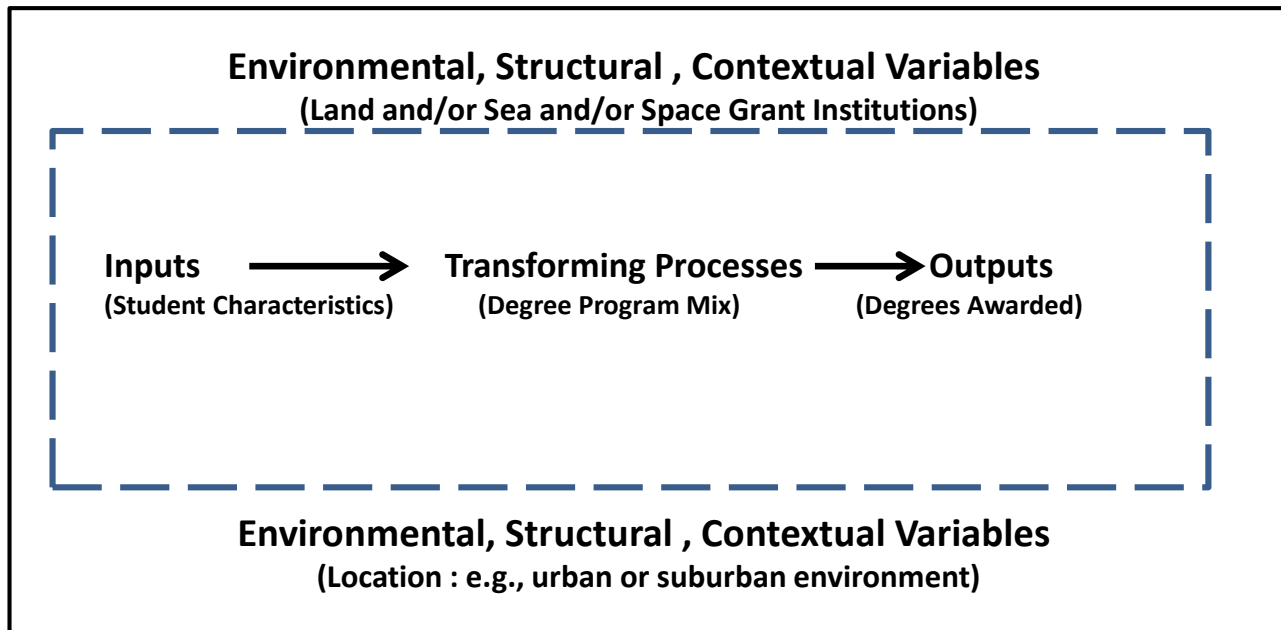 Environmental, Structural , Contextual Variables
(Land and/or Sea and/or Space Grant Institutions)
Inputs Transforming Processes Outputs
(Student Characteristics) (Degree Program Mix) (Degrees Awarded)
Environmental, Structural , Contextual Variables
(Location : e.g., urban or suburban environment)